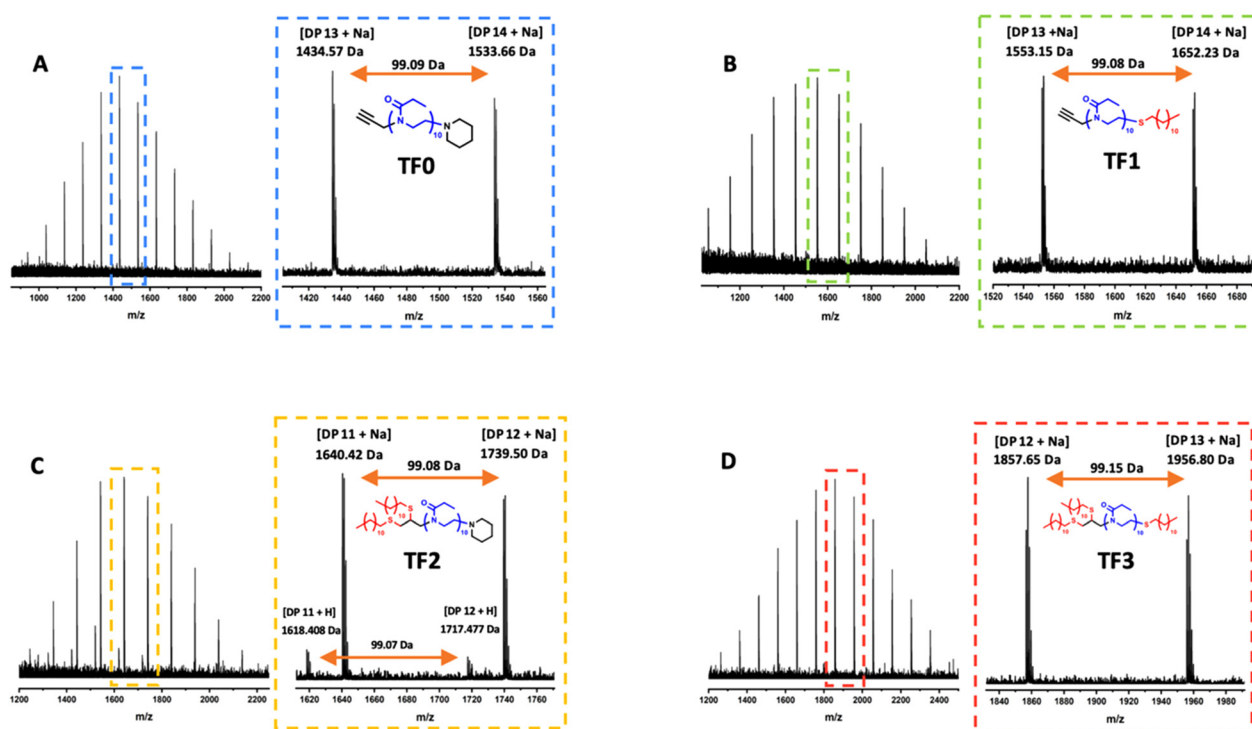 A
[DP 13 + Na]
1434.57 Da
[DP 14 + Na]
1533.66 Da
99.09 Da
O
N
10
N
TF0
1000 1200 1400 1600 1800 2000 2200
m/z
1420 1440 1460 1480 1500 1520 1540 1560
m/z
B
[DP 13 +Na]
1553.15 Da
[DP 14 + Na]
1652.23 Da
99.08 Da
O
N
10
S
10
TF1
1200 1400 1600 1800 2000 2200
m/z
1520 1540 1560 1580 1600 1620 1640 1660 1680
m/z
C
[DP 11 + Na]
1640.42 Da
[DP 12 + Na]
1739.50 Da
99.08 Da
S
10
S
10
O
N
10
N
TF2
[DP 11 + H]
1618.408 Da
[DP 12 + H]
1717.477 Da
99.07 Da
1200 1400 1600 1800 2000 2200
m/z
1620 1640 1660 1680 1700 1720 1740 1760
m/z
D
[DP 12 + Na]
1857.65 Da
[DP 13 + Na]
1956.80 Da
99.15 Da
S
10
S
10
O
N
10
S
10
TF3
1200 1400 1600 1800 2000 2200 2400
m/z
1840 1860 1880 1900 1920 1940 1960 1980
m/z